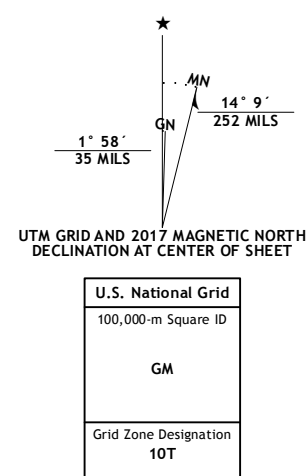 ★
MN
GN
14° 9´
252 MILS
1° 58´
35 MILS
UTM GRID AND 2017 MAGNETIC NORTH
DECLINATION AT CENTER OF SHEET
U.S. National Grid
100,000-m Square ID
GM
Grid Zone Designation
10T